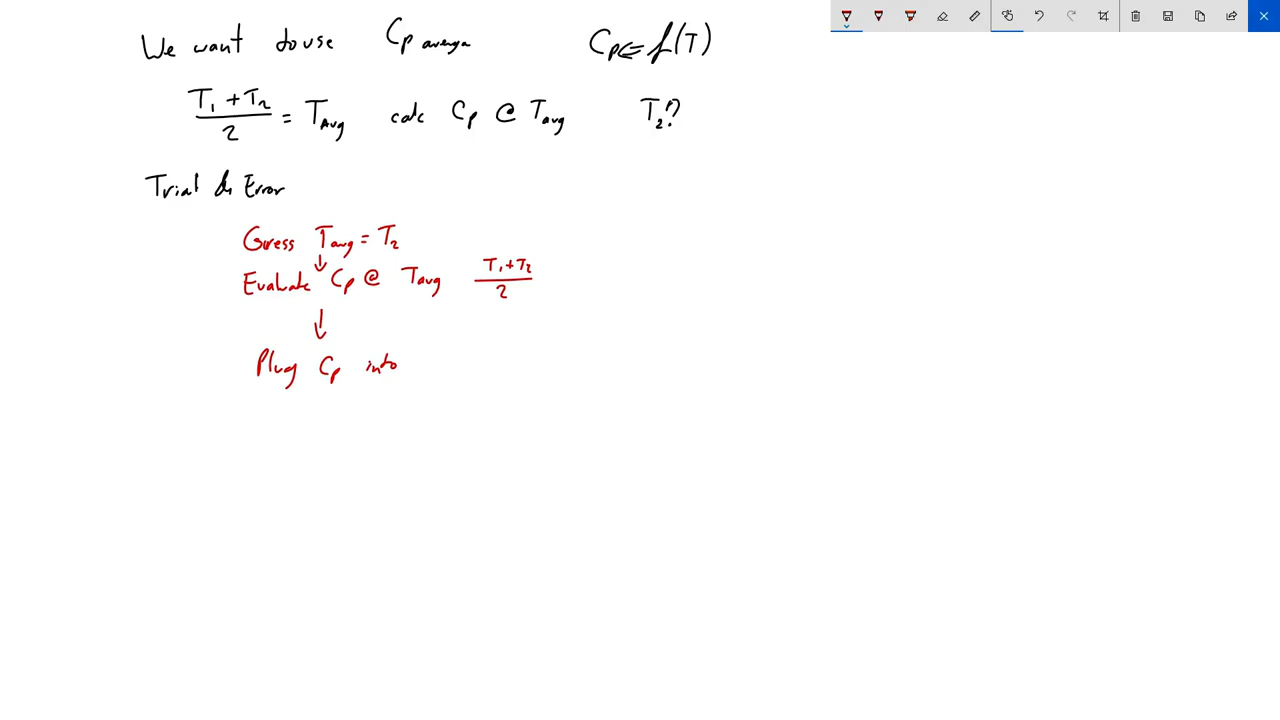 We want to use Cp average Cp ⇐ f(T)
T1 + T2 / 2 = TAvg calc Cp @ Tavg T2?
Trial & Error
Guess Tavg = T2
↓
Evaluate Cp @ Tavg T1 + T2 / 2
↓
Plug Cp into